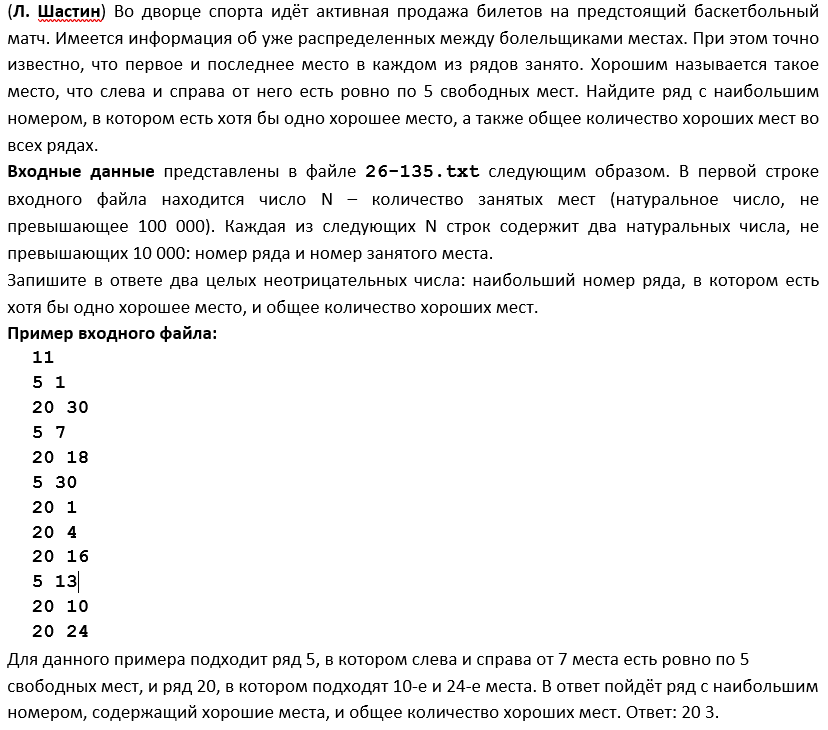 (Л. Шастин) Во дворце спорта идёт активная продажа билетов на предстоящий баскетбольный
матч. Имеется информация об уже распределенных между болельщиками местах. При этом точно
известно, что первое и последнее место в каждом из рядов занято. Хорошим называется такое
место, что слева и справа от него есть ровно по 5 свободных мест. Найдите ряд с наибольшим
номером, в котором есть хотя бы одно хорошее место, а также общее количество хороших мест во
всех рядах.
Входные данные представлены в файле 26-135.txt следующим образом. В первой строке
входного файла находится число N – количество занятых мест (натуральное число, не
превышающее 100 000). Каждая из следующих N строк содержит два натуральных числа, не
превышающих 10 000: номер ряда и номер занятого места.
Запишите в ответе два целых неотрицательных числа: наибольший номер ряда, в котором есть
хотя бы одно хорошее место, и общее количество хороших мест.
Пример входного файла:
11
5 1
20 30
5 7
20 18
5 30
20 1
20 4
20 16
5 13
20 10
20 24
Для данного примера подходит ряд 5, в котором слева и справа от 7 места есть ровно по 5
свободных мест, и ряд 20, в котором подходят 10-е и 24-е места. В ответ пойдёт ряд с наибольшим
номером, содержащий хорошие места, и общее количество хороших мест. Ответ: 20 3.